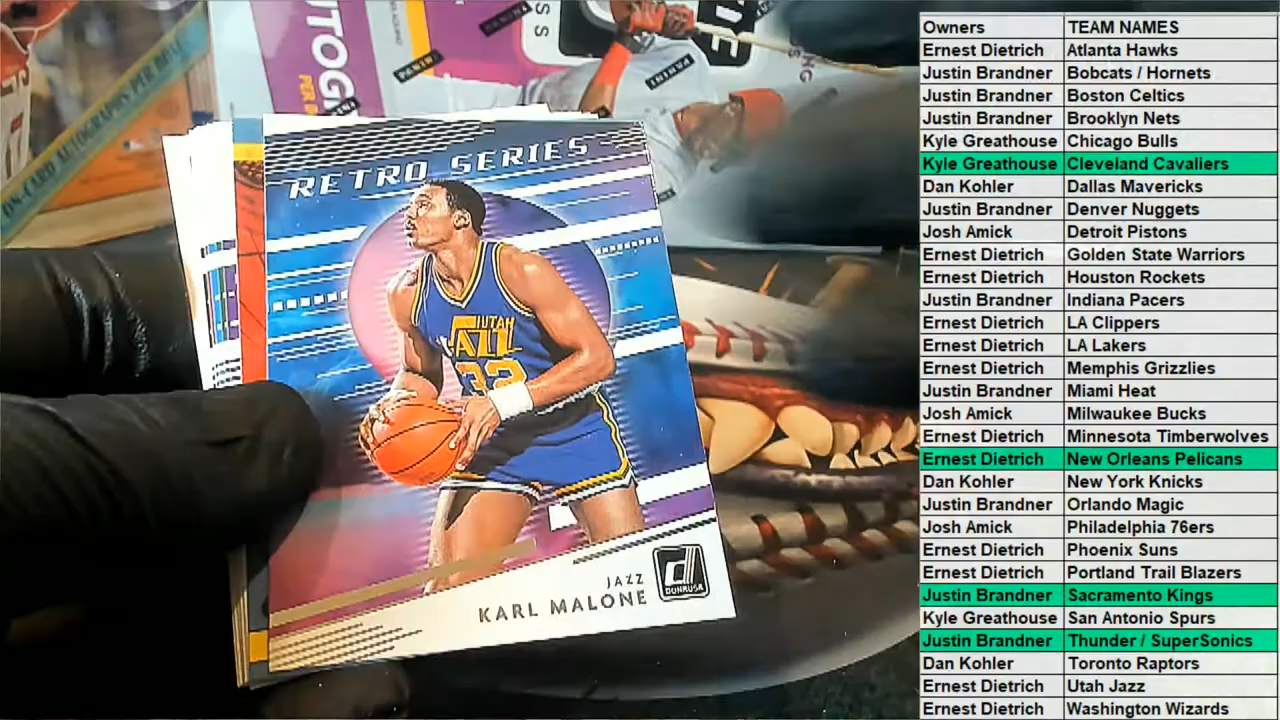 RETRO SERIES
UTAH
JAZZ
32
JAZZ
KARL MALONE
DONRUSS
ON-CARD AUTOGRAPHS PER BOX
PANINI
PANINI
Owners TEAM NAMES
Ernest Dietrich Atlanta Hawks
Justin Brandner Bobcats / Hornets
Justin Brandner Boston Celtics
Justin Brandner Brooklyn Nets
Kyle Greathouse Chicago Bulls
Kyle Greathouse Cleveland Cavaliers
Dan Kohler Dallas Mavericks
Justin Brandner Denver Nuggets
Josh Amick Detroit Pistons
Ernest Dietrich Golden State Warriors
Ernest Dietrich Houston Rockets
Justin Brandner Indiana Pacers
Ernest Dietrich LA Clippers
Ernest Dietrich LA Lakers
Ernest Dietrich Memphis Grizzlies
Justin Brandner Miami Heat
Josh Amick Milwaukee Bucks
Ernest Dietrich Minnesota Timberwolves
Ernest Dietrich New Orleans Pelicans
Dan Kohler New York Knicks
Justin Brandner Orlando Magic
Josh Amick Philadelphia 76ers
Ernest Dietrich Phoenix Suns
Ernest Dietrich Portland Trail Blazers
Justin Brandner Sacramento Kings
Kyle Greathouse San Antonio Spurs
Justin Brandner Thunder / SuperSonics
Dan Kohler Toronto Raptors
Ernest Dietrich Utah Jazz
Ernest Dietrich Washington Wizards